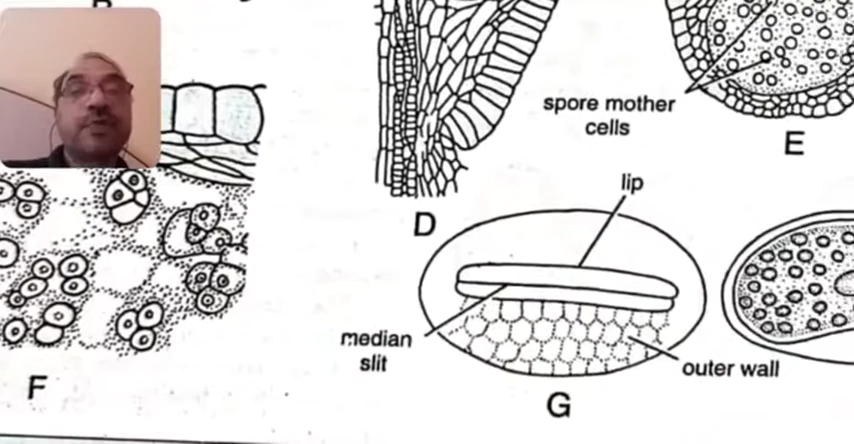 spore mother
cells
E
lip
D
median
slit
outer wall
F
G